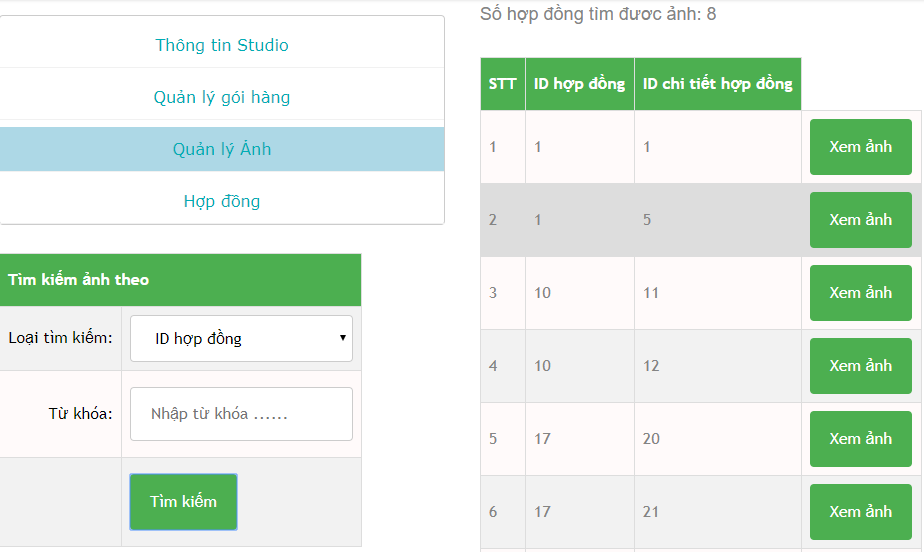 Thông tin Studio
Quản lý gói hàng
Quản lý Ảnh
Hợp đồng
Tìm kiếm ảnh theo
Loại tìm kiếm: ID hợp đồng
Từ khóa: Nhập từ khóa ......
Tìm kiếm
Số hợp đồng tìm đươc ảnh: 8
STT ID hợp đồng ID chi tiết hợp đồng
1 1 1 Xem ảnh
2 1 5 Xem ảnh
3 10 11 Xem ảnh
4 10 12 Xem ảnh
5 17 20 Xem ảnh
6 17 21 Xem ảnh